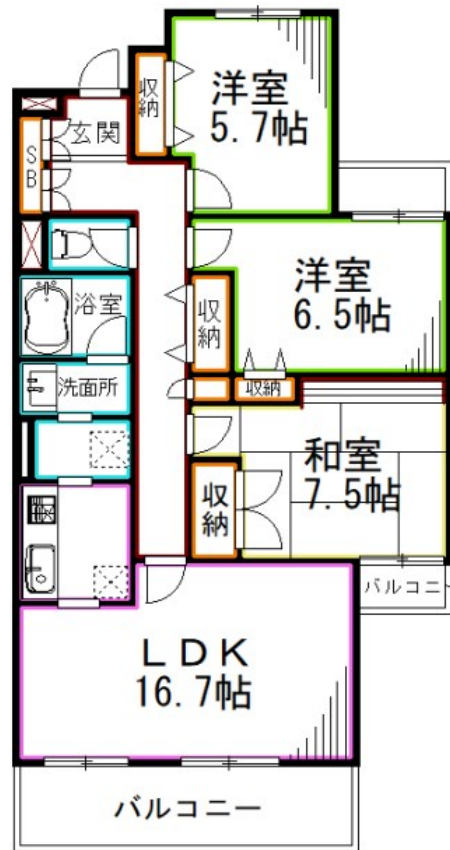 洋室
5.7帖
収納
玄関
SB
洋室
6.5帖
浴室
収納
洗面所
収納
和室
7.5帖
収納
バルコニー
LDK
16.7帖
バルコニー